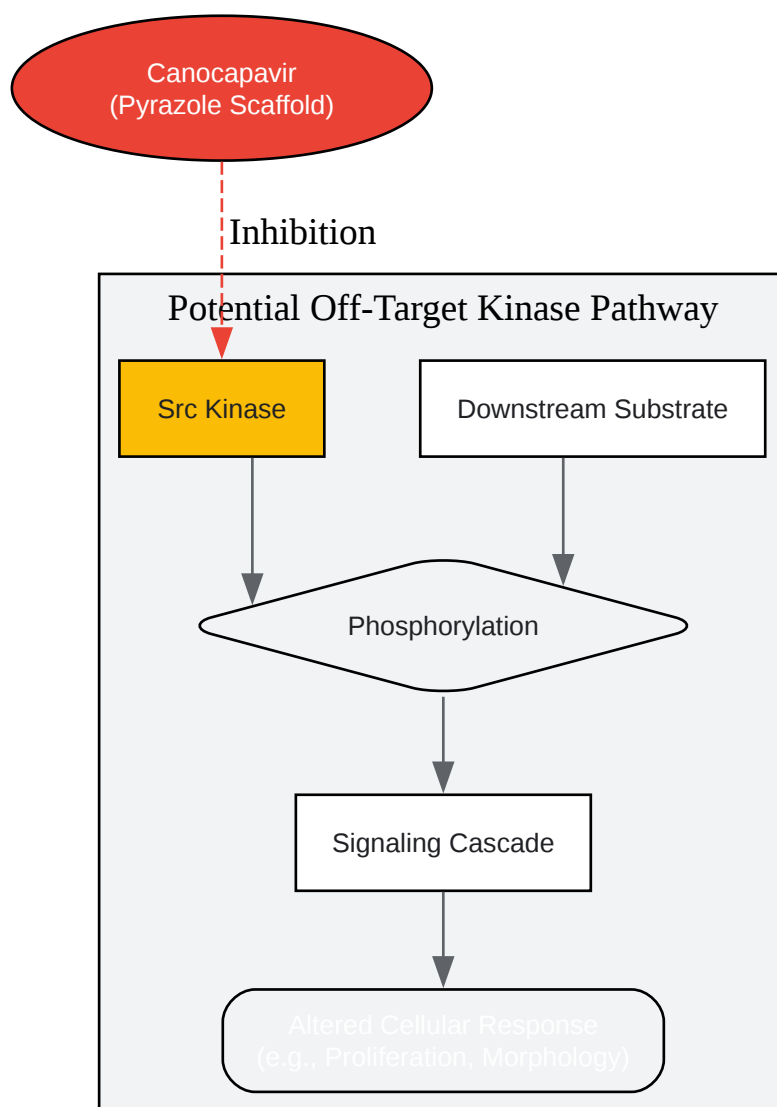 Canocapavir
(Pyrazole Scaffold)
Inhibition
Potential Off-Target Kinase Pathway
Src Kinase
Downstream Substrate
Phosphorylation
Signaling Cascade
Altered Cellular Response
(e.g., Proliferation, Morphology)